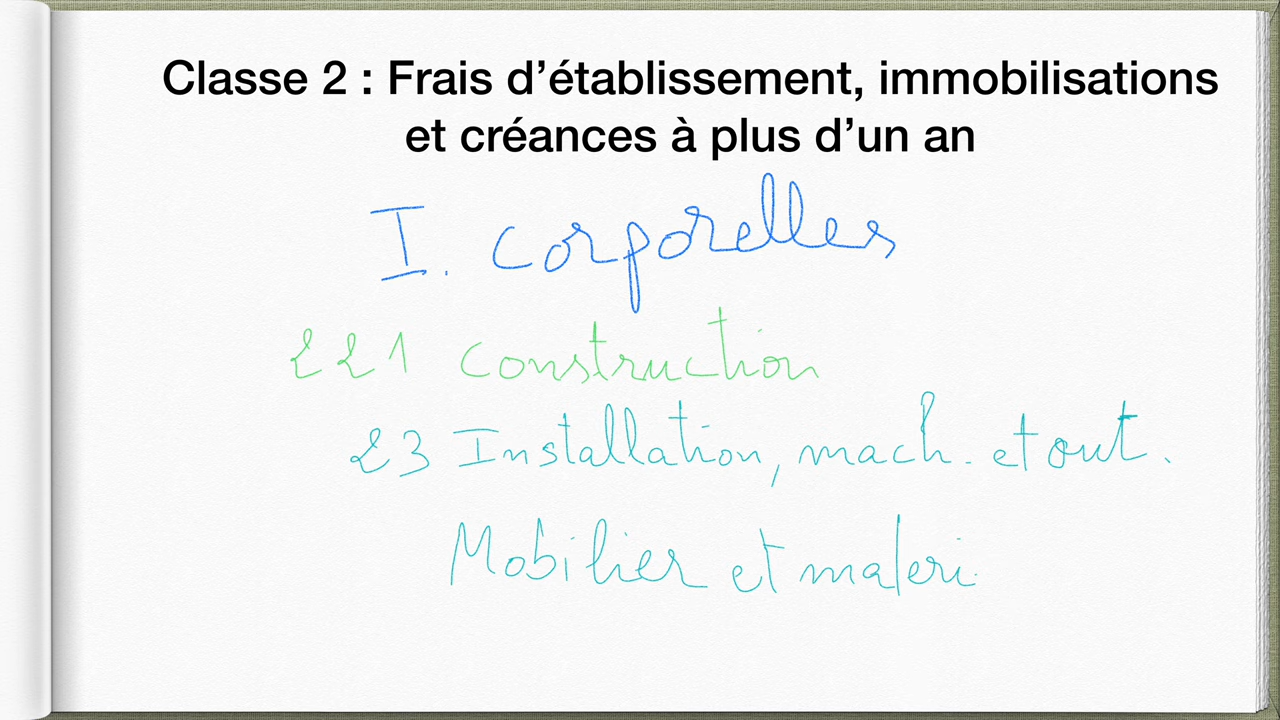 Classe 2 : Frais d’établissement, immobilisations
et créances à plus d’un an
I. corporelles
221 construction
23 Installation, mach. et out.
Mobilier et materi